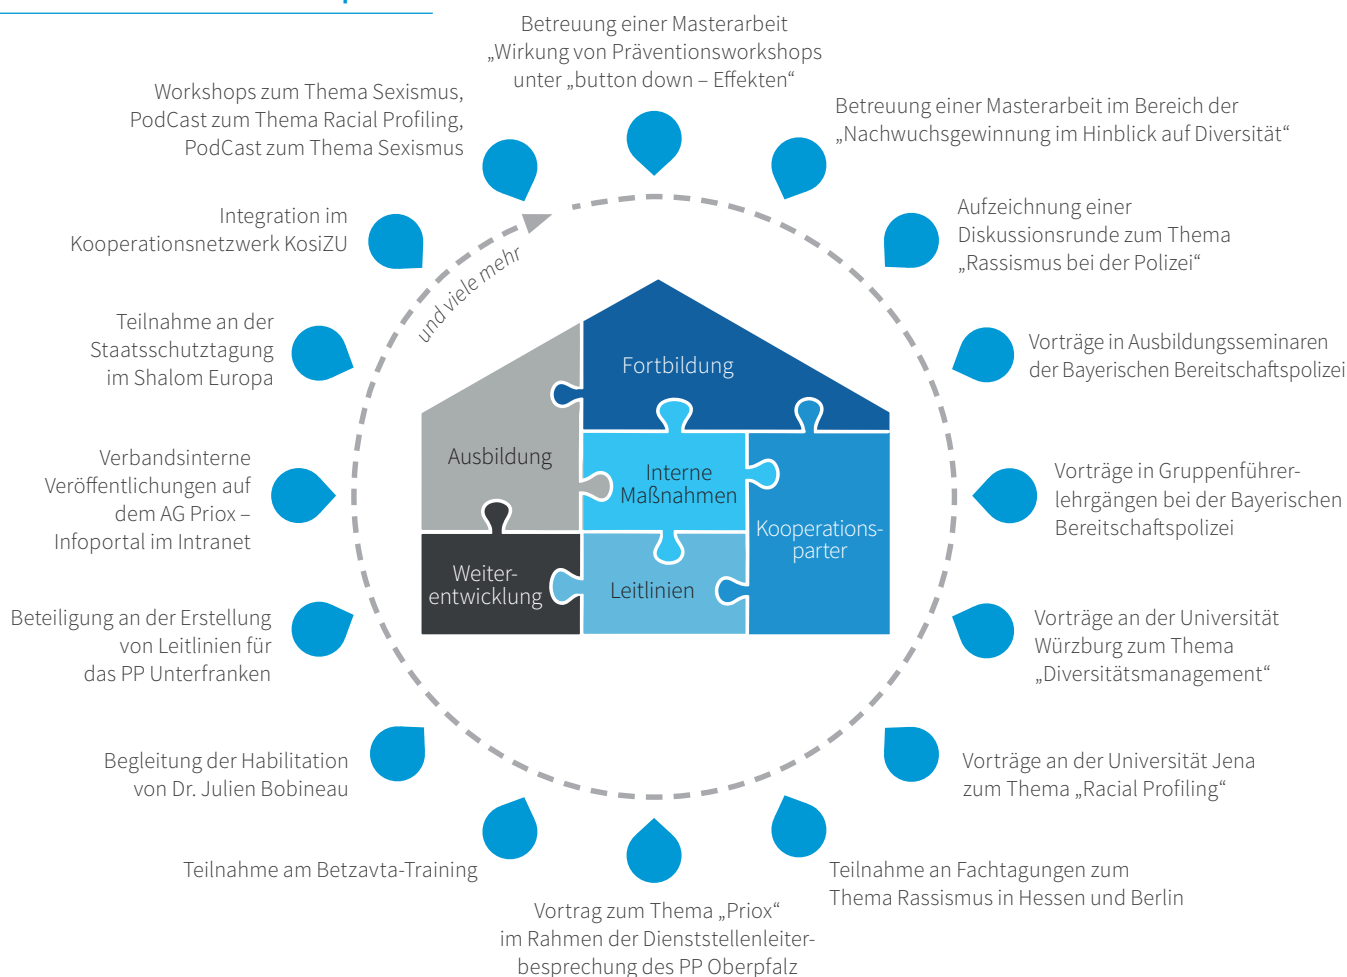 Betreuung einer Masterarbeit
„Wirkung von Präventionsworkshops
unter „button down – Effekten“
Betreuung einer Masterarbeit im Bereich der
„Nachwuchsgewinnung im Hinblick auf Diversität“
Aufzeichnung einer
Diskussionsrunde zum Thema
„Rassismus bei der Polizei“
Vorträge in Ausbildungsseminaren
der Bayerischen Bereitschaftspolizei
Vorträge in Gruppenführer-
lehrgängen bei der Bayerischen
Bereitschaftspolizei
Vorträge an der Universität
Würzburg zum Thema
„Diversitätsmanagement“
Vorträge an der Universität Jena
zum Thema „Racial Profiling“
Teilnahme an Fachtagungen zum
Thema Rassismus in Hessen und Berlin
Vortrag zum Thema „Priox“
im Rahmen der Dienststellenleiter-
besprechung des PP Oberpfalz
Teilnahme am Betzavta-Training
Begleitung der Habilitation
von Dr. Julien Bobineau
Beteiligung an der Erstellung
von Leitlinien für
das PP Unterfranken
Verbandsinterne
Veröffentlichungen auf
dem AG Priox –
Infoportal im Intranet
Teilnahme an der
Staatsschutztagung
im Shalom Europa
Integration im
Kooperationsnetzwerk KosiZU
Workshops zum Thema Sexismus,
PodCast zum Thema Racial Profiling,
PodCast zum Thema Sexismus
und viele mehr
Fortbildung
Ausbildung
Interne
Maßnahmen
Kooperations-
parter
Weiter-
entwicklung
Leitlinien